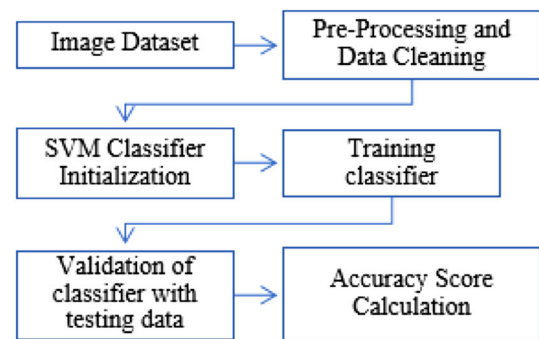 Image Dataset
Pre-Processing and
Data Cleaning
SVM Classifier
Initialization
Training
classifier
Validation of
classifier with
testing data
Accuracy Score
Calculation